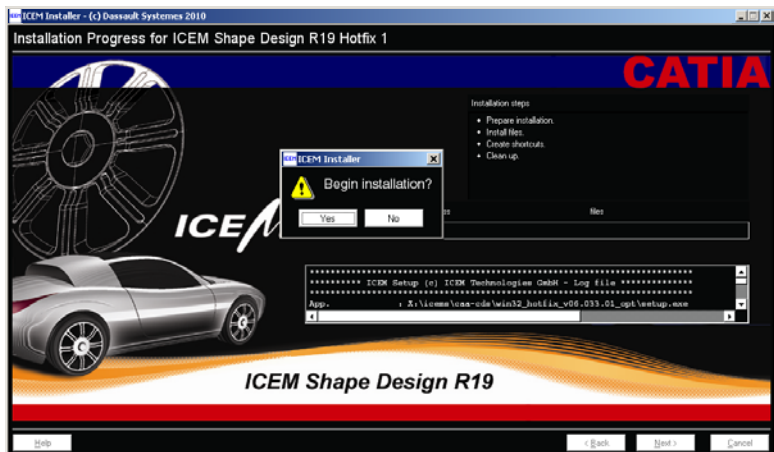 ICEM Installer - (c) Dassault Systemes 2010
Installation Progress for ICEM Shape Design R19 Hotfix 1
CATIA
Installation steps
• Prepare installation.
• Install files.
• Create shortcuts.
• Clean up.
ICEM Installer
Begin installation?
Yes No
files
ICEM
*********** ICEM Setup (c) ICEM Technologies GmbH - Log file **************
App. : X:\icems\caa-cds\win32_hotfix_v06.033.01_opt\setup.exe
ICEM Shape Design R19
Help < Back Next > Cancel